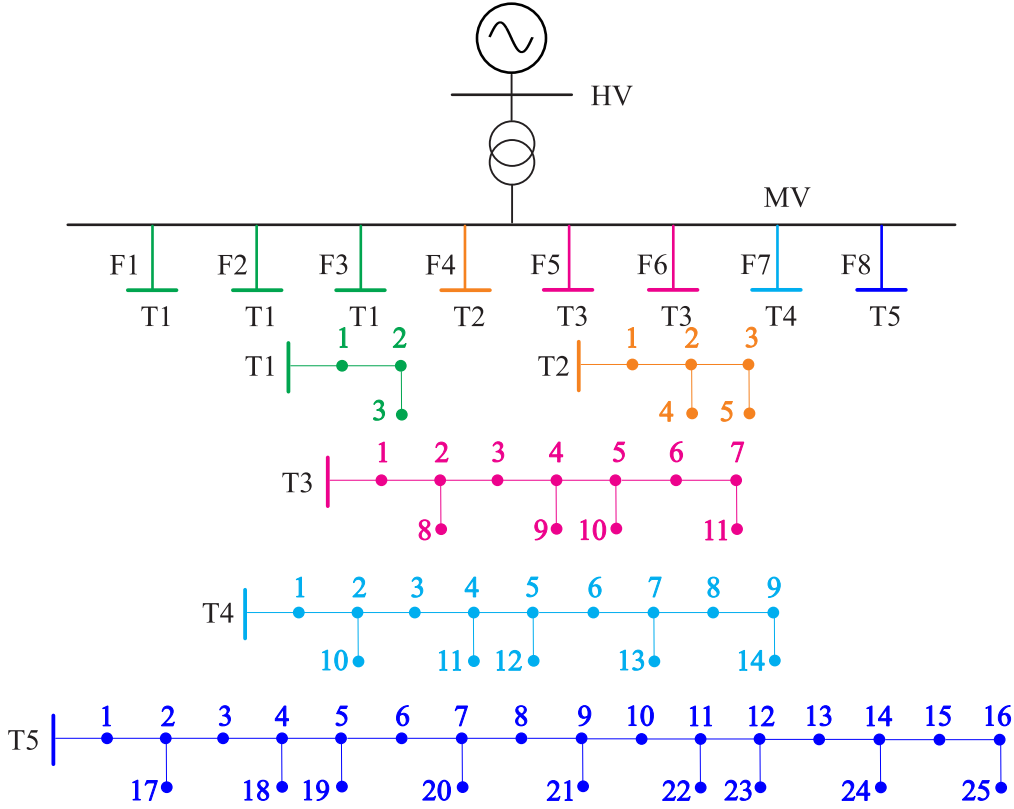 HV
MV
F1 F2 F3 F4 F5 F6 F7 F8
T1 T1 T1 T2 T3 T3 T4 T5
1 2
T1
3
1 2 3
T2
4 5
1 2 3 4 5 6 7
T3
8 9 10 11
1 2 3 4 5 6 7 8 9
T4
10 11 12 13 14
1 2 3 4 5 6 7 8 9 10 11 12 13 14 15 16
T5
17 18 19 20 21 22 23 24 25